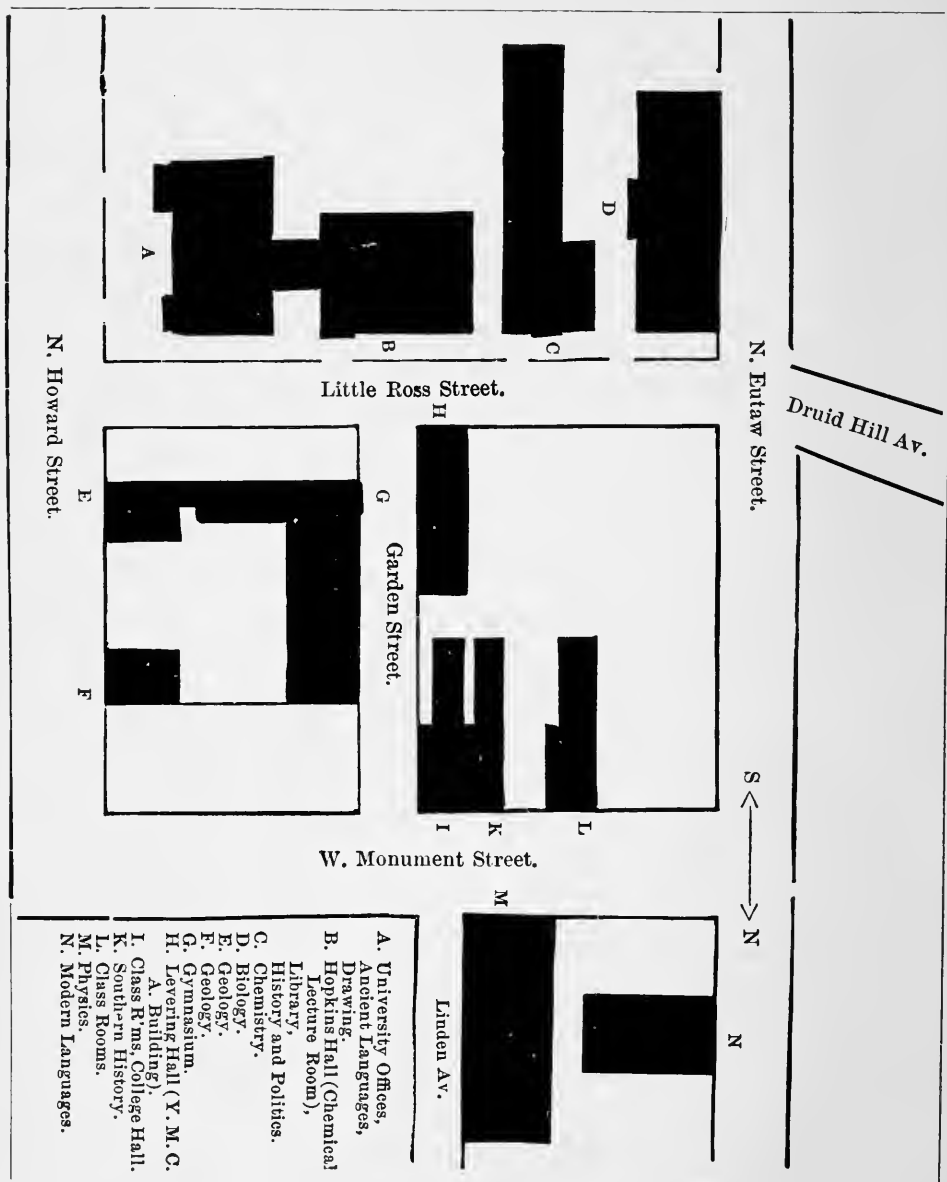 A
B
C
D
N. Howard Street.
Little Ross Street.
N. Eutaw Street.
Druid Hill Av.
E
F
G
H
Garden Street.
I
K
L
S
N
W. Monument Street.
M
N
Linden Av.
A. University Offices,
Ancient Languages,
Drawing.
B. Hopkins Hall (Chemical
Lecture Room),
Library,
History and Politics.
C. Chemistry.
D. Biology.
E. Geology.
F. Geology.
G. Gymnasium.
H. Levering Hall (Y. M. C.
A. Building).
I. Class R'ms, College Hall.
K. Southern History.
L. Class Rooms.
M. Physics.
N. Modern Languages.